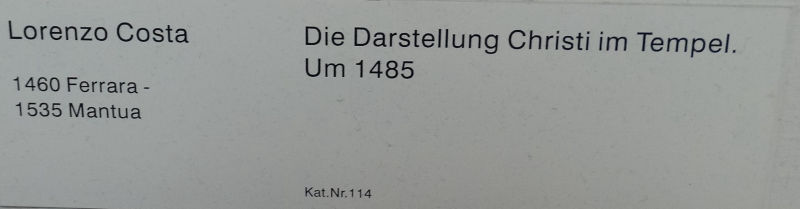 Lorenzo Costa
1460 Ferrara -
1535 Mantua
Die Darstellung Christi im Tempel.
Um 1485
Kat.Nr.114